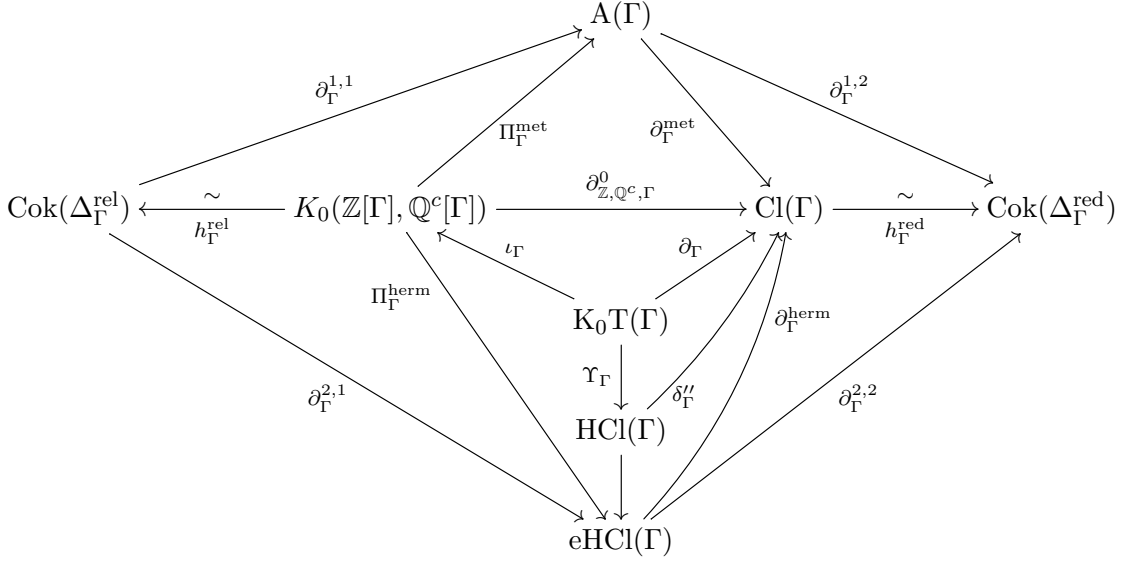 A(Γ)
∂_Γ^{1,1} Π_Γ^{met} ∂_Γ^{met} ∂_Γ^{1,2}
Cok(Δ_Γ^{rel}) ∼ h_Γ^{rel} K_0(ℤ[Γ], ℚ^c[Γ]) ∂^0_{ℤ,ℚ^c,Γ} Cl(Γ) ∼ h_Γ^{red} Cok(Δ_Γ^{red})
ι_Γ ∂_Γ
Π_Γ^{herm} K_0T(Γ) ∂_Γ^{herm}
∂_Γ^{2,1} Υ_Γ δ''_Γ ∂_Γ^{2,2}
HCl(Γ)
eHCl(Γ)